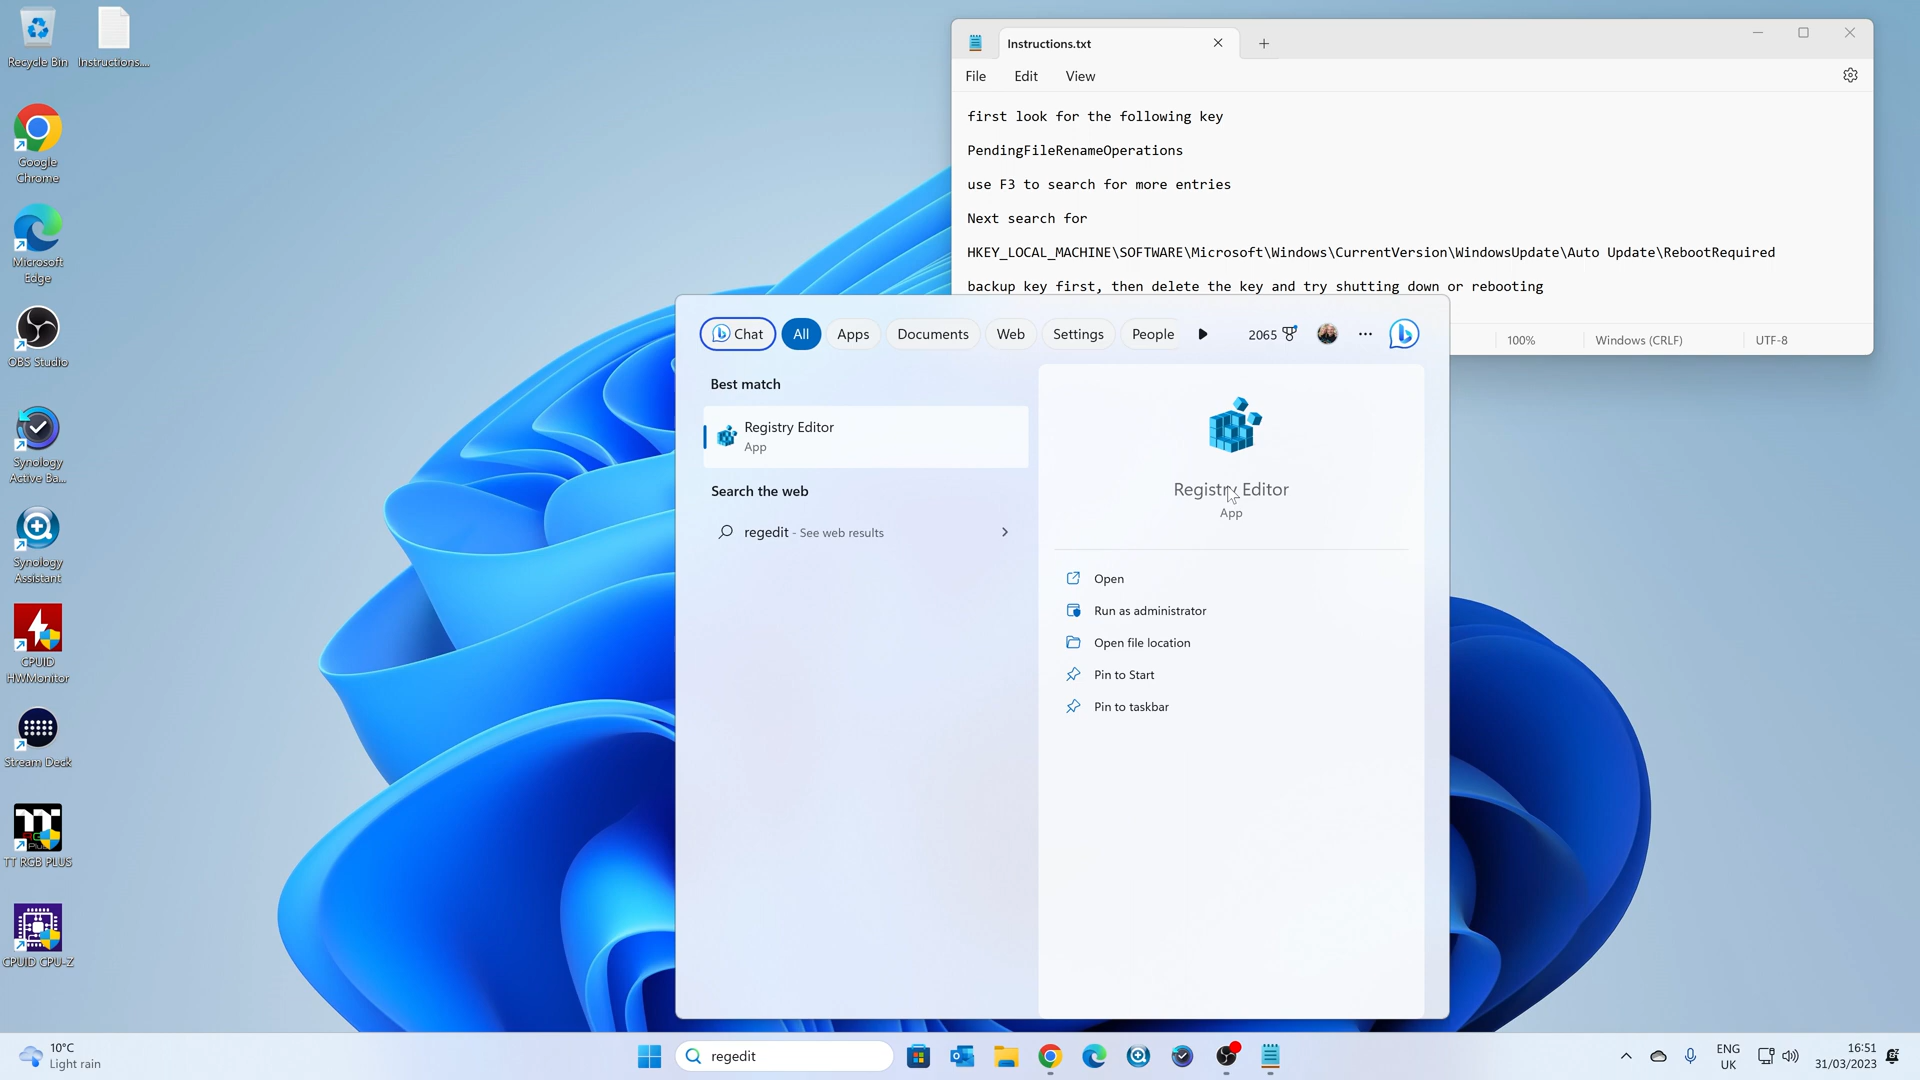 Recycle Bin
Instructions....
Google
Chrome
Microsoft
Edge
OBS Studio
Synology
Active Ba...
Synology
Assistant
CPUID
HWMonitor
Stream Deck
TT RGB PLUS
CPUID CPU-Z
Instructions.txt
File Edit View
first look for the following key
PendingFileRenameOperations
use F3 to search for more entries
Next search for
HKEY_LOCAL_MACHINE\SOFTWARE\Microsoft\Windows\CurrentVersion\WindowsUpdate\Auto Update\RebootRequired
backup key first, then delete the key and try shutting down or rebooting
100% Windows (CRLF) UTF-8
Chat All Apps Documents Web Settings People 2065
Best match
Registry Editor
App
Search the web
regedit - See web results
Registry Editor
App
Open
Run as administrator
Open file location
Pin to Start
Pin to taskbar
10°C
Light rain
regedit
ENG
UK
16:51
31/03/2023